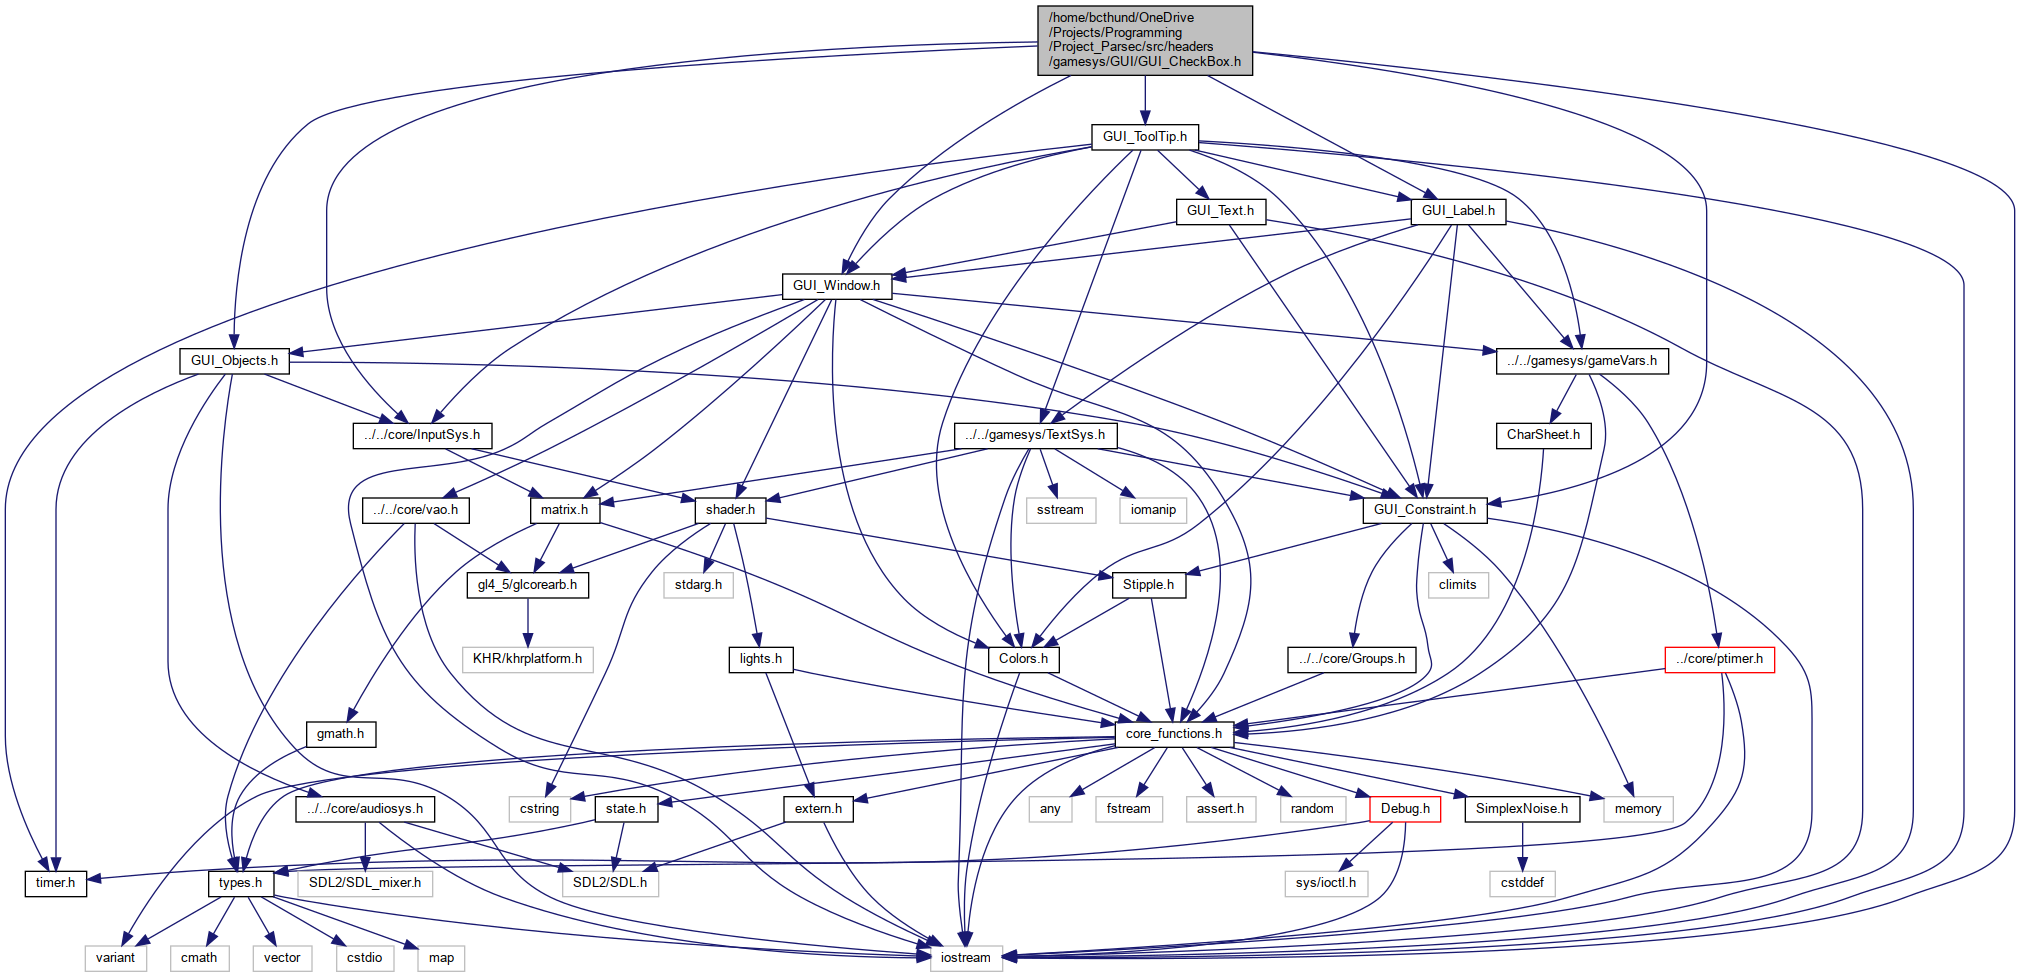 /home/bcthund/OneDrive
/Projects/Programming
/Project_Parsec/src/headers
/gamesys/GUI/GUI_CheckBox.h
GUI_ToolTip.h
GUI_Text.h
GUI_Label.h
GUI_Window.h
GUI_Objects.h
../../gamesys/gameVars.h
../../core/InputSys.h
../../gamesys/TextSys.h
CharSheet.h
../../core/vao.h
matrix.h
shader.h
sstream
iomanip
GUI_Constraint.h
gl4_5/glcorearb.h
stdarg.h
Stipple.h
climits
KHR/khrplatform.h
lights.h
Colors.h
../../core/Groups.h
../core/ptimer.h
gmath.h
core_functions.h
../../core/audiosys.h
cstring
state.h
extern.h
any
fstream
assert.h
random
Debug.h
SimplexNoise.h
memory
timer.h
types.h
SDL2/SDL_mixer.h
SDL2/SDL.h
sys/ioctl.h
cstddef
variant
cmath
vector
cstdio
map
iostream